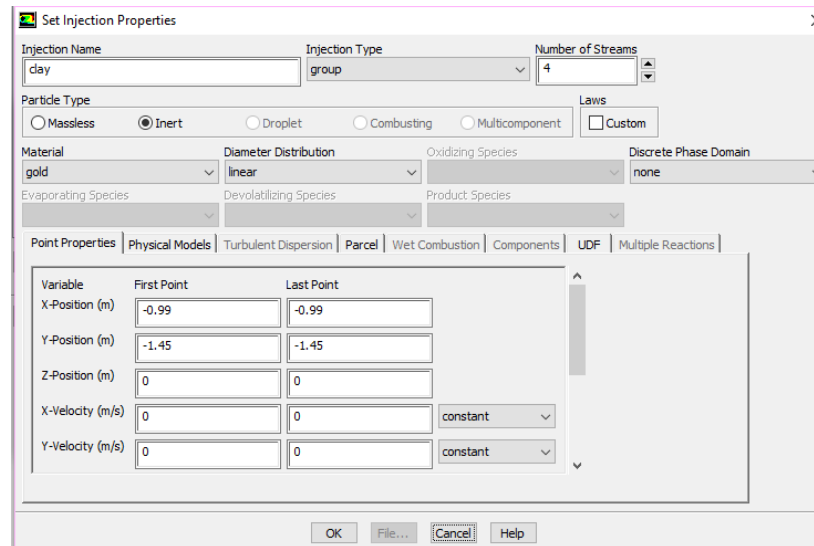 Set Injection Properties
Injection Name Injection Type Number of Streams
clay group 4
Particle Type Laws
Massless Inert Droplet Combusting Multicomponent Custom
Material Diameter Distribution Oxidizing Species Discrete Phase Domain
gold linear none
Evaporating Species Devolatilizing Species Product Species
Point Properties Physical Models Turbulent Dispersion Parcel Wet Combustion Components UDF Multiple Reactions
Variable First Point Last Point
X-Position (m) -0.99 -0.99
Y-Position (m) -1.45 -1.45
Z-Position (m) 0 0
X-Velocity (m/s) 0 0 constant
Y-Velocity (m/s) 0 0 constant
OK File... Cancel Help